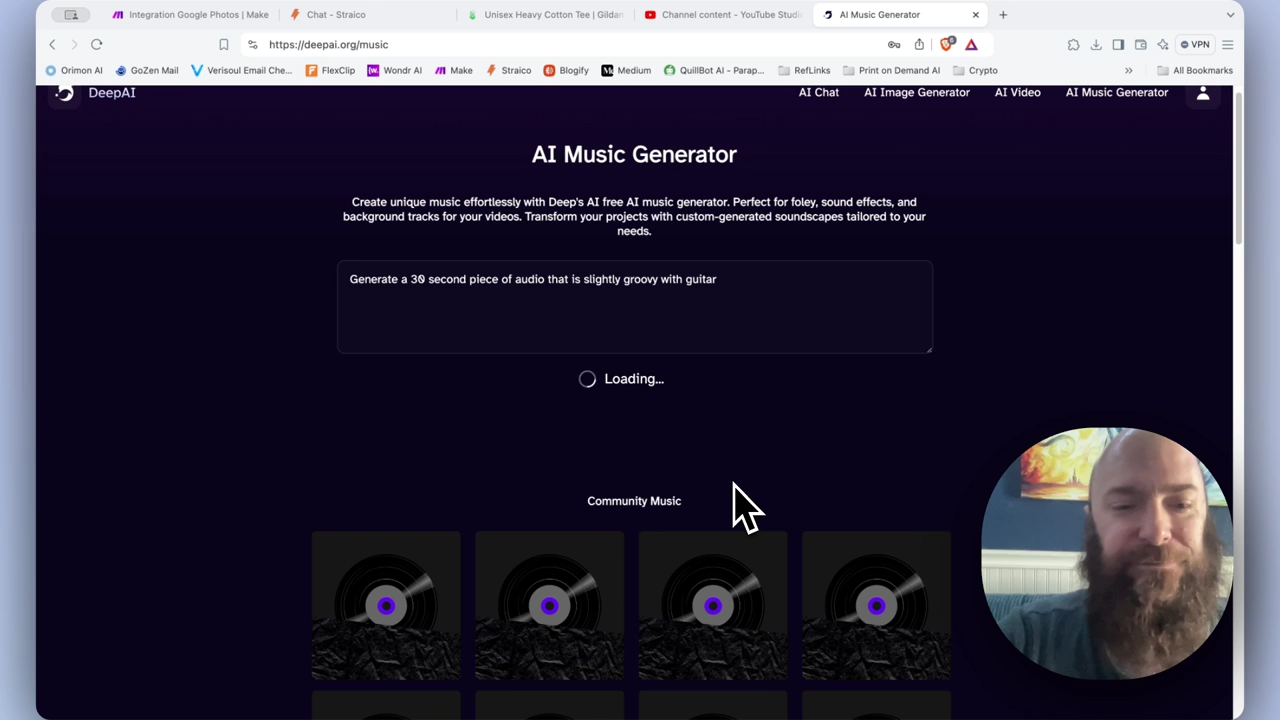 Integration Google Photos | Make
Chat - Straico
Unisex Heavy Cotton Tee | Gildan
Channel content - YouTube Studi
AI Music Generator
https://deepai.org/music
VPN
Orimon AI
GoZen Mail
Verisoul Email Che...
FlexClip
Wondr AI
Make
Straico
Blogify
Medium
QuillBot AI - Parap...
RefLinks
Print on Demand AI
Crypto
All Bookmarks
DeepAI
AI Chat
AI Image Generator
AI Video
AI Music Generator
AI Music Generator
Create unique music effortlessly with Deep's AI free AI music generator. Perfect for foley, sound effects, and
background tracks for your videos. Transform your projects with custom-generated soundscapes tailored to your
needs.
Generate a 30 second piece of audio that is slightly groovy with guitar
Loading...
Community Music